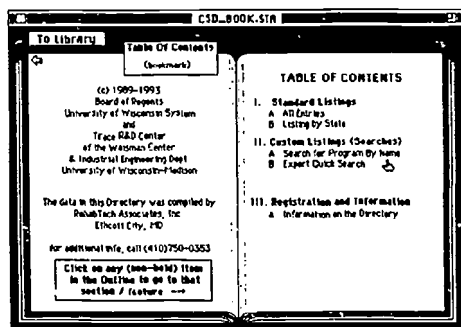 CSD_BOOK.STA
To Library
Table Of Contents
(bookmark)
(c) 1989-1993
Board of Regents
University of Wisconsin System
and
Trace R&D Center
of the Waisman Center
& Industrial Engineering Dept
University of Wisconsin-Madison
The data in this Directory was compiled by
RehabTech Associates, Inc
Ellicott City, MD
For additional info, call (410)750-0353
Click on any (non-bold) item
in the Outline to go to that
section / feature -->
TABLE OF CONTENTS
I. Standard Listings
A All Entries
B Listing by State
II. Custom Listings (Searches)
A Search for Program By Name
B Expert Quick Search
III. Registration and Information
A Information on the Directory